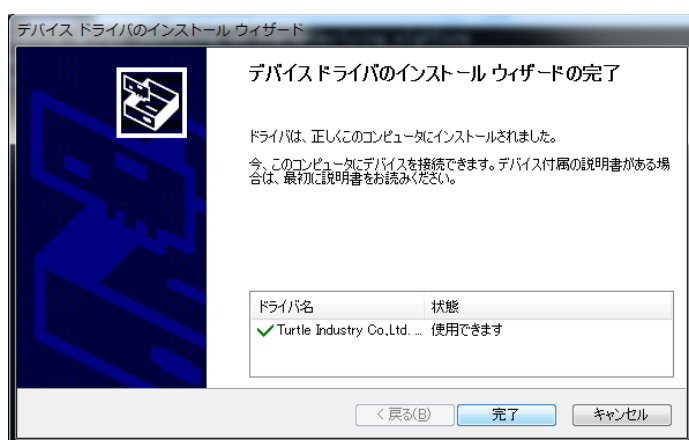 デバイス ドライバのインストール ウィザード
デバイス ドライバのインストール ウィザードの完了
ドライバは、正しくこのコンピュータにインストールされました。
今、このコンピュータにデバイスを接続できます。デバイス付属の説明書がある場
合は、最初に説明書をお読みください。
ドライバ名 状態
Turtle Industry Co,Ltd. ... 使用できます
< 戻る(B) 完了 キャンセル